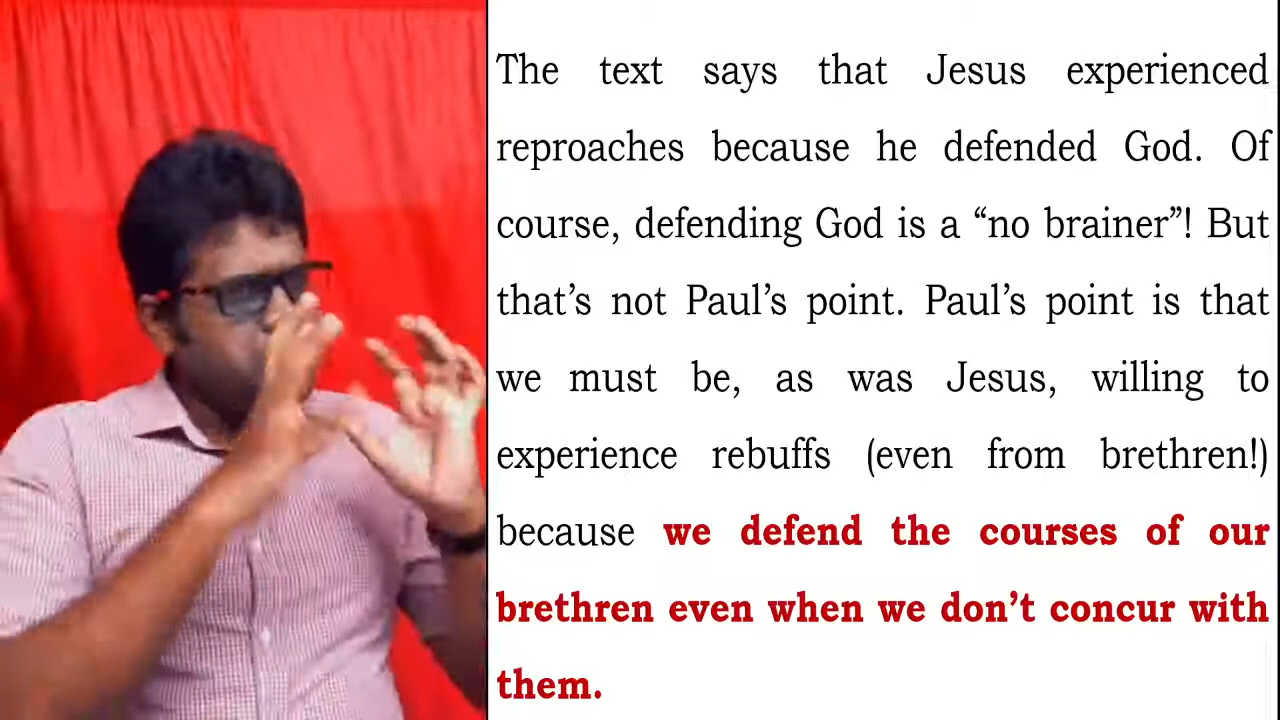 The text says that Jesus experienced
reproaches because he defended God. Of
course, defending God is a “no brainer”! But
that’s not Paul’s point. Paul’s point is that
we must be, as was Jesus, willing to
experience rebuffs (even from brethren!)
because we defend the courses of our
brethren even when we don’t concur with
them.